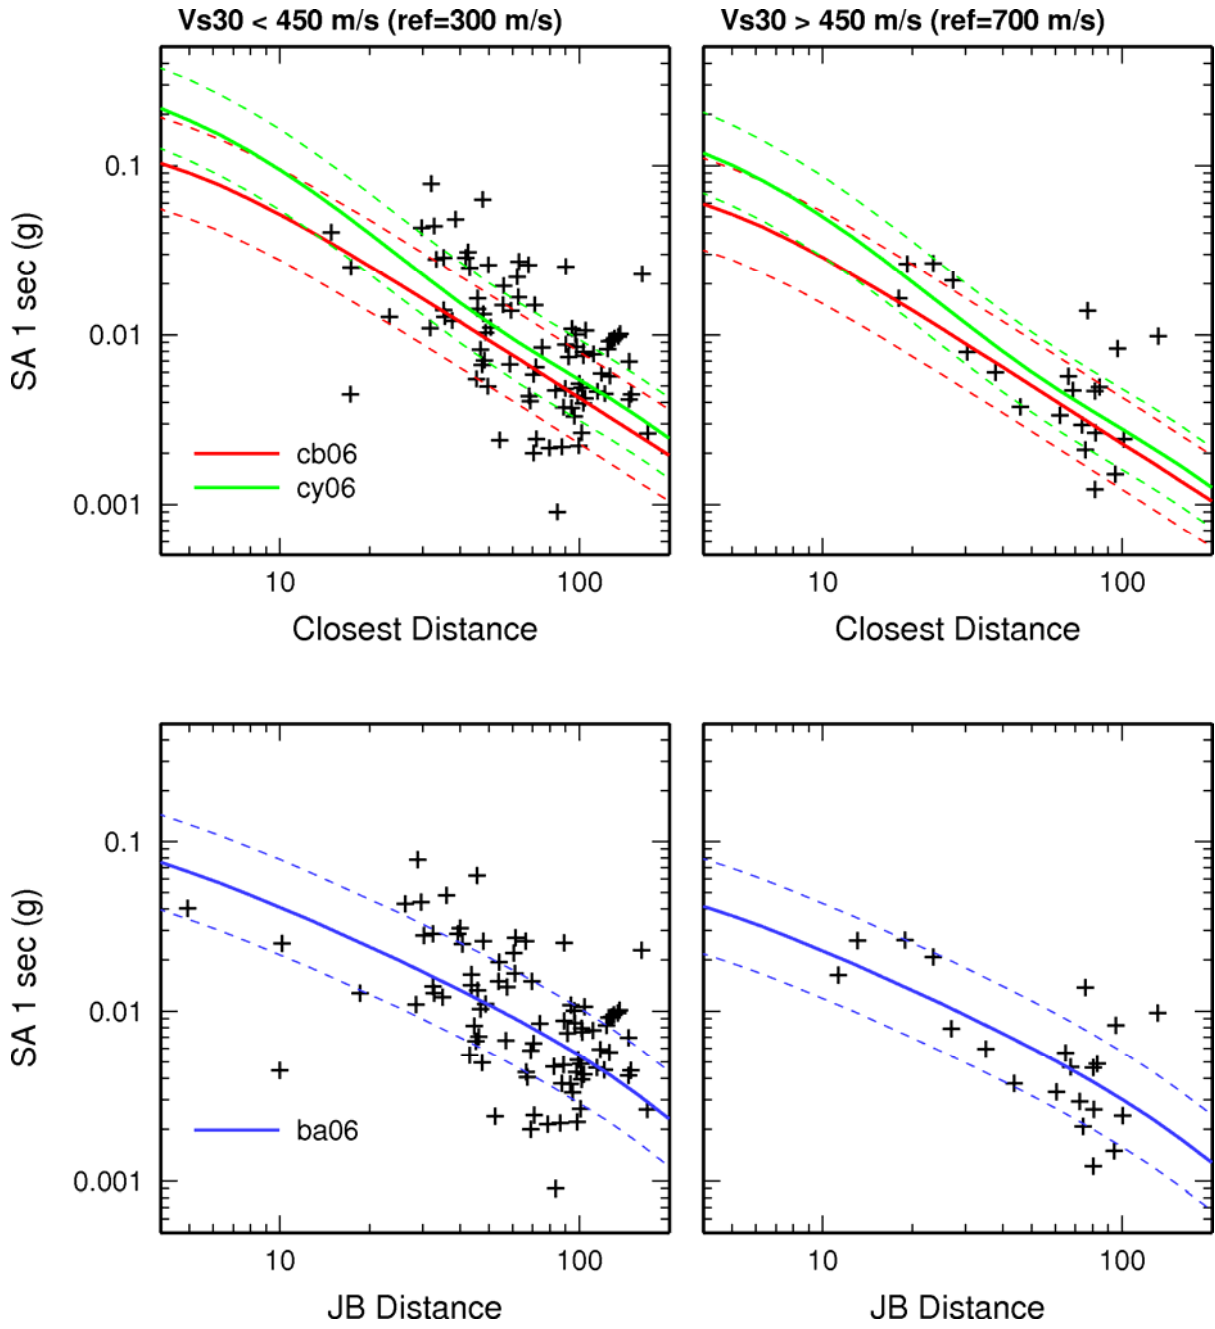 Vs30 < 450 m/s (ref=300 m/s)
Vs30 > 450 m/s (ref=700 m/s)
SA 1 sec (g)
0.1
0.01
0.001
cb06
cy06
10
100
10
100
Closest Distance
Closest Distance
SA 1 sec (g)
0.1
0.01
0.001
ba06
10
100
10
100
JB Distance
JB Distance